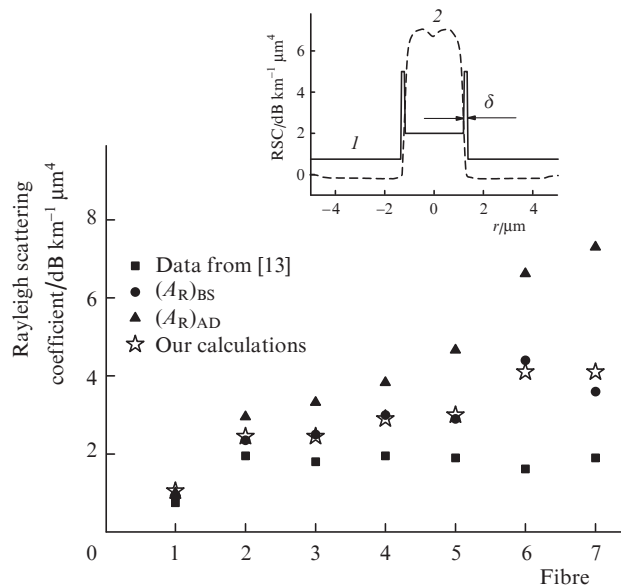 2
6
4
2
0
RSC/dB km⁻¹ μm⁴
1
δ
−4 −2 0 2 4
r/μm
Rayleigh scattering
coefficient/dB km⁻¹ μm⁴
8
6
4
2
0
Data from [13]
(A_R)_BS
(A_R)_AD
Our calculations
1 2 3 4 5 6 7
Fibre